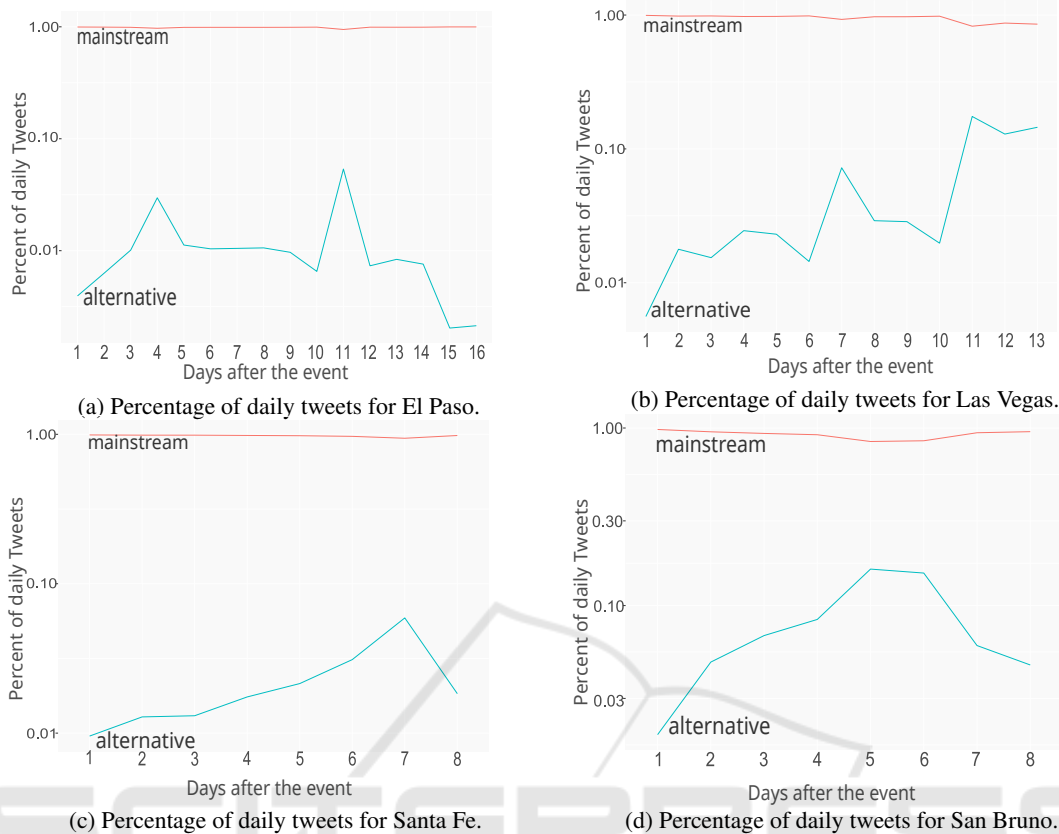 1.00
mainstream
0.10
0.01
alternative
Percent of daily Tweets
1 2 3 4 5 6 7 8 9 10 11 12 13 14 15 16
Days after the event
(a) Percentage of daily tweets for El Paso.
1.00
mainstream
0.10
0.01
alternative
Percent of daily Tweets
1 2 3 4 5 6 7 8 9 10 11 12 13
Days after the event
(b) Percentage of daily tweets for Las Vegas.
1.00
mainstream
0.10
0.01
alternative
Percent of daily Tweets
1 2 3 4 5 6 7 8
Days after the event
(c) Percentage of daily tweets for Santa Fe.
1.00
mainstream
0.30
0.10
0.03
alternative
Percent of daily Tweets
1 2 3 4 5 6 7 8
Days after the event
(d) Percentage of daily tweets for San Bruno.